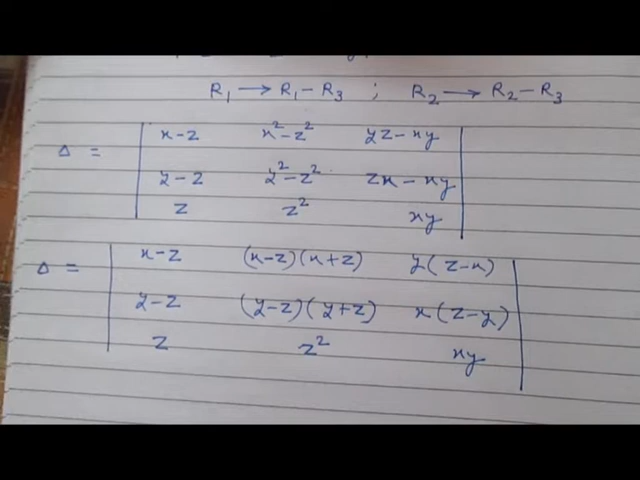 R₁ → R₁ - R₃ ; R₂ → R₂ - R₃
x-z x²-z² yz-xy
Δ =
y-z y²-z² zx-xy
z z² xy
x-z (x-z)(x+z) y(z-x)
Δ =
y-z (y-z)(y+z) x(z-y)
z z² xy